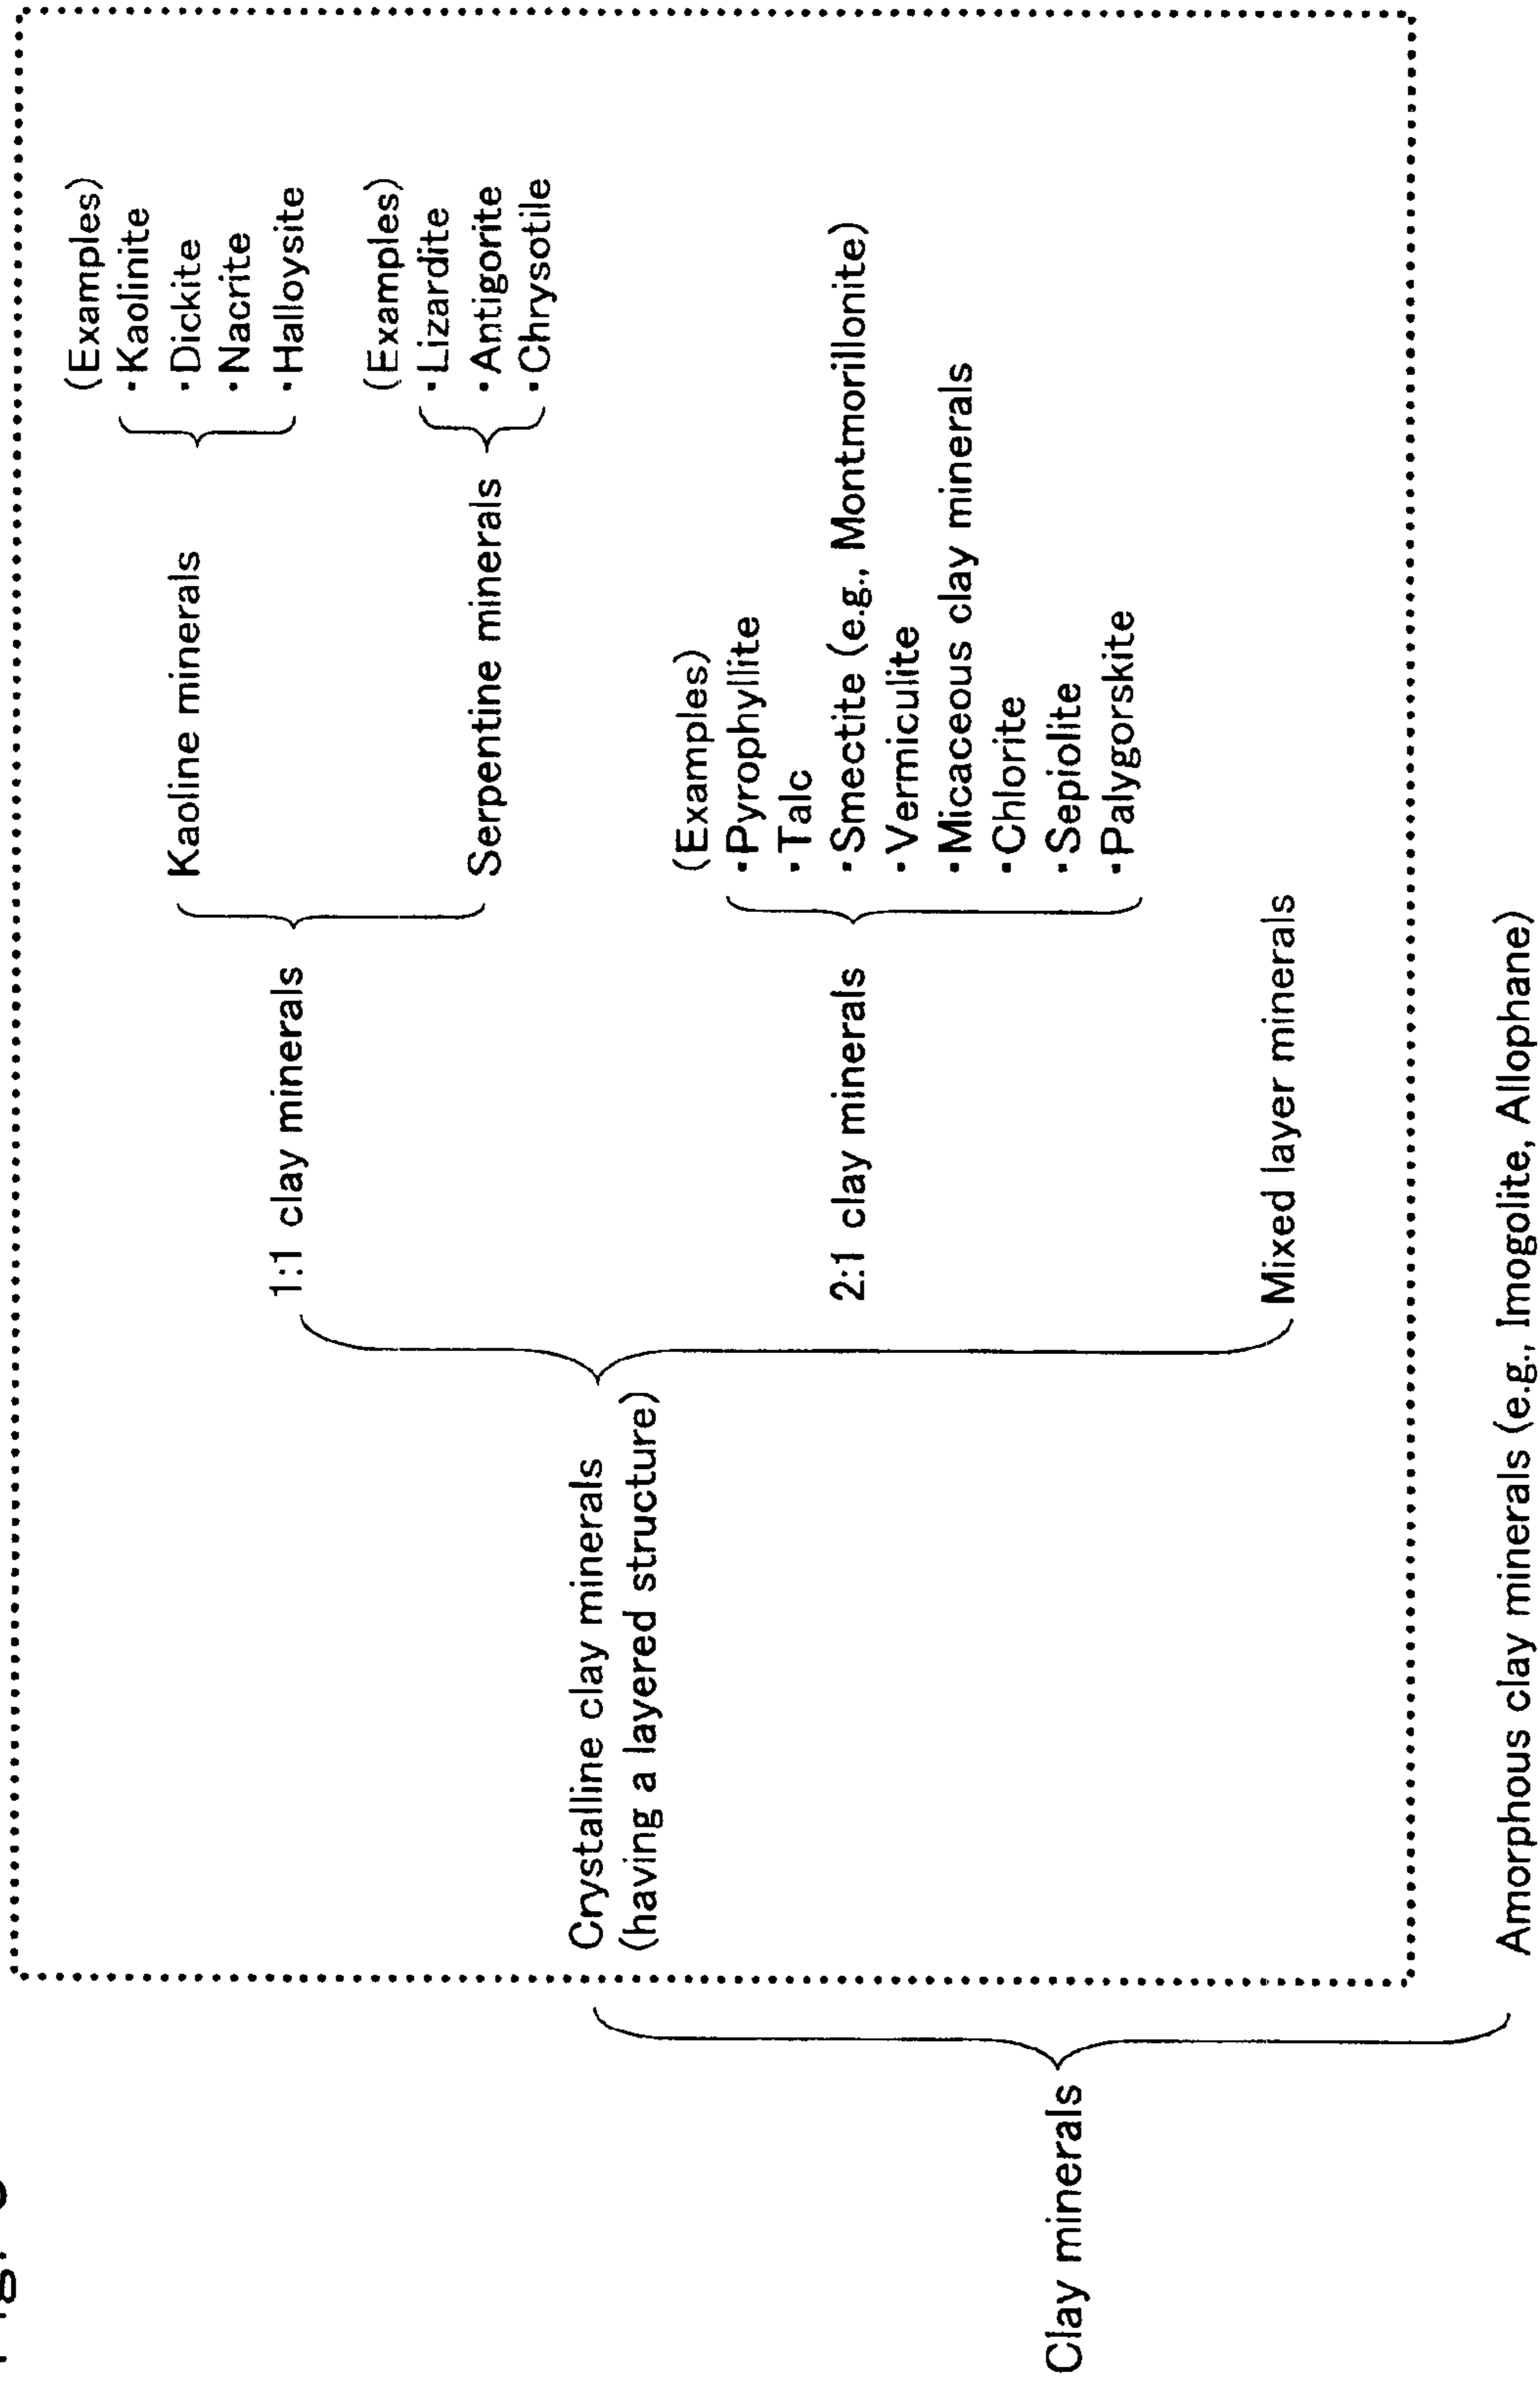 Clay minerals
Crystalline clay minerals
(having a layered structure)
1:1 clay minerals
Kaoline minerals
(Examples)
·Kaolinite
·Dickite
·Nacrite
·Halloysite
Serpentine minerals
(Examples)
·Lizardite
·Antigorite
·Chrysotile
2:1 clay minerals
(Examples)
·Pyrophyllite
·Talc
·Smectite (e.g., Montmorillonite)
·Vermiculite
·Micaceous clay minerals
·Chlorite
·Sepiolite
·Palygorskite
Mixed layer minerals
Amorphous clay minerals (e.g., Imogolite, Allophane)